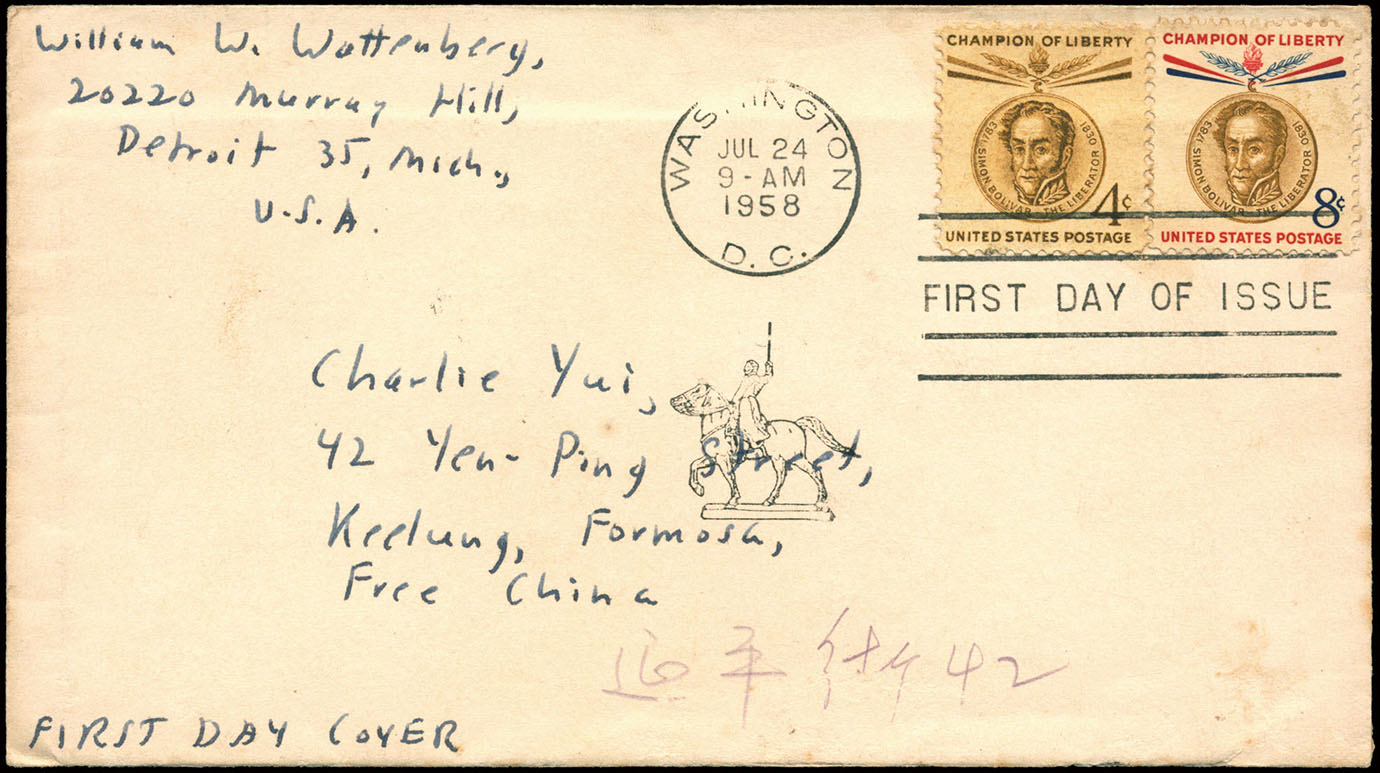 William W. Wattenberg,
20220 Murray Hill,
Detroit 35, Mich.,
U.S.A.
WASHINGTON
JUL 24
9-AM
1958
D.C.
CHAMPION OF LIBERTY
SIMON BOLIVAR THE LIBERATOR
1783 1830
4¢
UNITED STATES POSTAGE
CHAMPION OF LIBERTY
SIMON BOLIVAR THE LIBERATOR
1783 1830
8¢
UNITED STATES POSTAGE
FIRST DAY OF ISSUE
Charlie Yui,
42 Yen-Ping Street,
Keelung, Formosa,
Free China
延平街42
FIRST DAY COVER